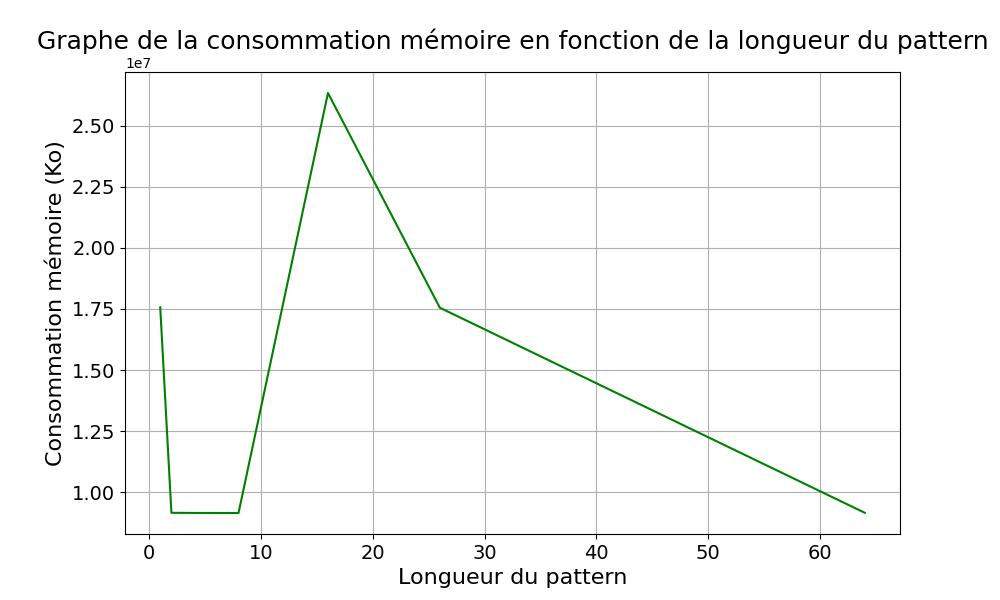 Graphe de la consommation mémoire en fonction de la longueur du pattern
1e7
Consommation mémoire (Ko)
2.50
2.25
2.00
1.75
1.50
1.25
1.00
0 10 20 30 40 50 60
Longueur du pattern